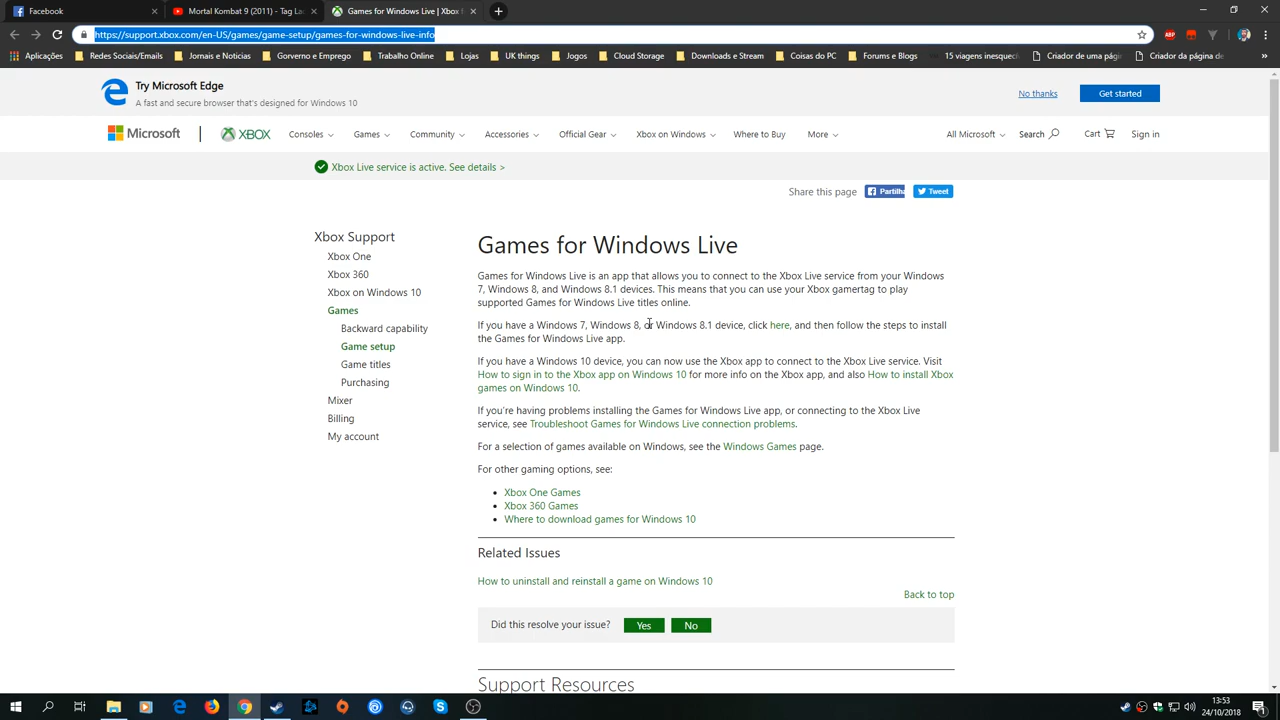 Facebook
Mortal Kombat 9 (2011) - Tag La
Games for Windows Live | Xbox
https://support.xbox.com/en-US/games/game-setup/games-for-windows-live-info
Aplicações
Redes Sociais/Emails
Jornais e Noticias
Governo e Emprego
Trabalho Online
Lojas
UK things
Jogos
Cloud Storage
Downloads e Stream
Coisas do PC
Forums e Blogs
15 viagens inesqueci
Criador de uma pági
Criador da página de
Try Microsoft Edge
A fast and secure browser that's designed for Windows 10
No thanks
Get started
Microsoft
XBOX
Consoles
Games
Community
Accessories
Official Gear
Xbox on Windows
Where to Buy
More
All Microsoft
Search
Cart
Sign in
Xbox Live service is active. See details >
Share this page
Partilha
Tweet
Xbox Support
Xbox One
Xbox 360
Xbox on Windows 10
Games
Backward capability
Game setup
Game titles
Purchasing
Mixer
Billing
My account
Games for Windows Live
Games for Windows Live is an app that allows you to connect to the Xbox Live service from your Windows
7, Windows 8, and Windows 8.1 devices. This means that you can use your Xbox gamertag to play
supported Games for Windows Live titles online.
If you have a Windows 7, Windows 8, or Windows 8.1 device, click here, and then follow the steps to install
the Games for Windows Live app.
If you have a Windows 10 device, you can now use the Xbox app to connect to the Xbox Live service. Visit
How to sign in to the Xbox app on Windows 10 for more info on the Xbox app, and also How to install Xbox
games on Windows 10.
If you're having problems installing the Games for Windows Live app, or connecting to the Xbox Live
service, see Troubleshoot Games for Windows Live connection problems.
For a selection of games available on Windows, see the Windows Games page.
For other gaming options, see:
Xbox One Games
Xbox 360 Games
Where to download games for Windows 10
Related Issues
How to uninstall and reinstall a game on Windows 10
Back to top
Did this resolve your issue?
Yes
No
Support Resources
13:53
24/10/2018